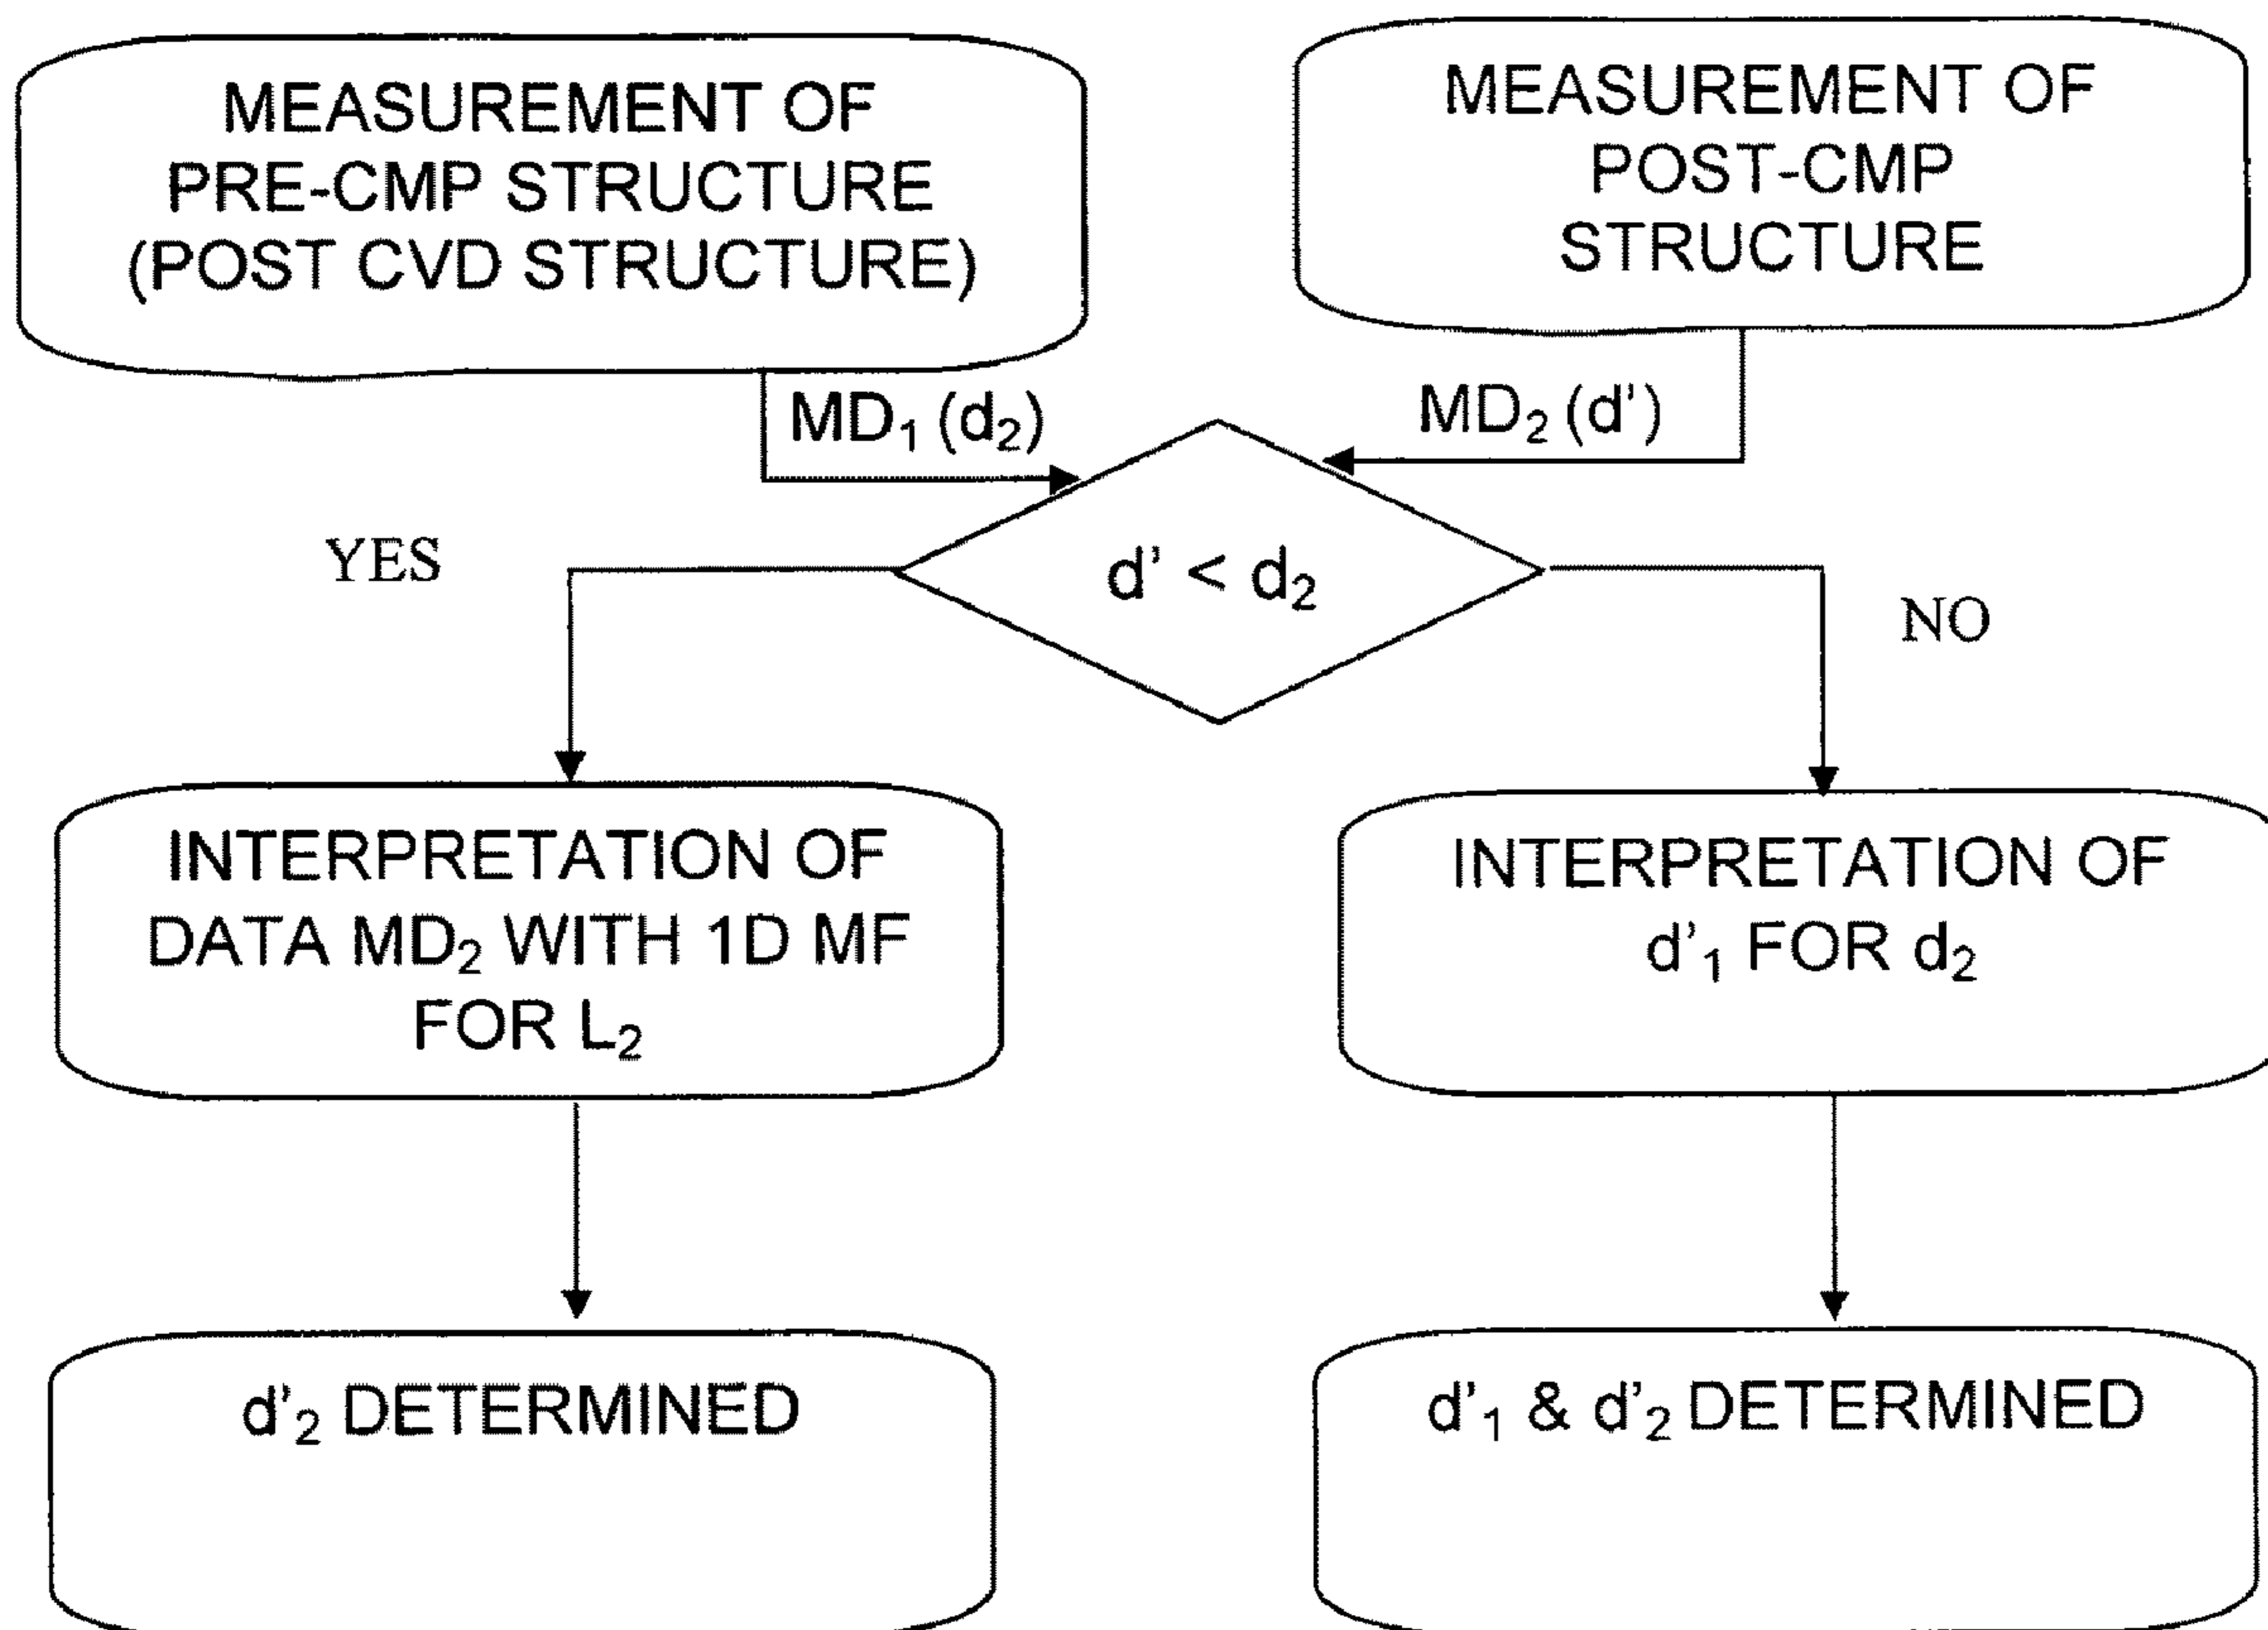 MEASUREMENT OF
PRE-CMP STRUCTURE
(POST CVD STRUCTURE)
MEASUREMENT OF
POST-CMP
STRUCTURE
MD₁ (d₂)
MD₂ (d')
YES
d' < d₂
NO
INTERPRETATION OF
DATA MD₂ WITH 1D MF
FOR L₂
INTERPRETATION OF
d'₁ FOR d₂
d'₂ DETERMINED
d'₁ & d'₂ DETERMINED